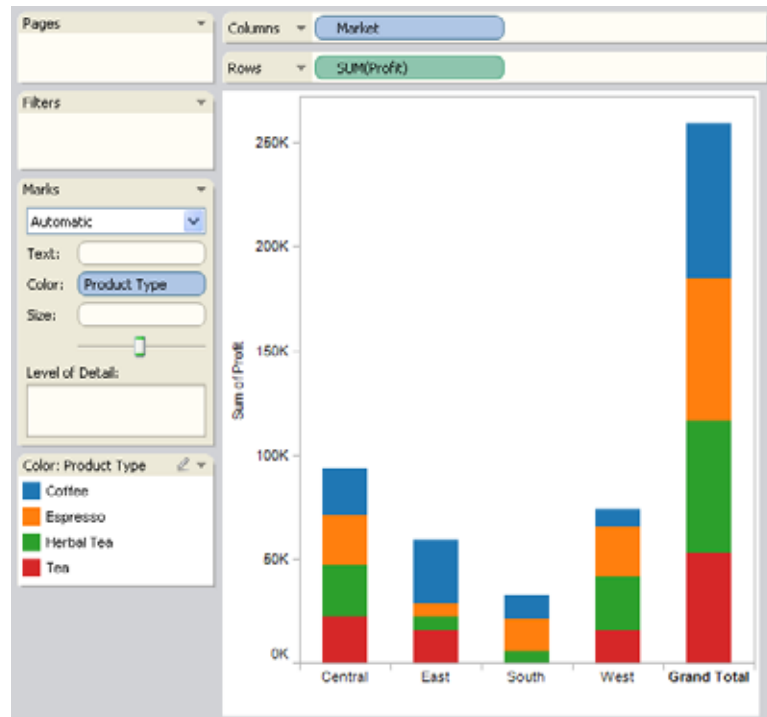 Pages
Columns Market
Rows SUM(Profit)
Filters
Marks
Automatic
Text:
Color: Product Type
Size:
Level of Detail:
Color: Product Type
Coffee
Espresso
Herbal Tea
Tea
Sum of Profit
250K
200K
150K
100K
50K
0K
Central East South West Grand Total